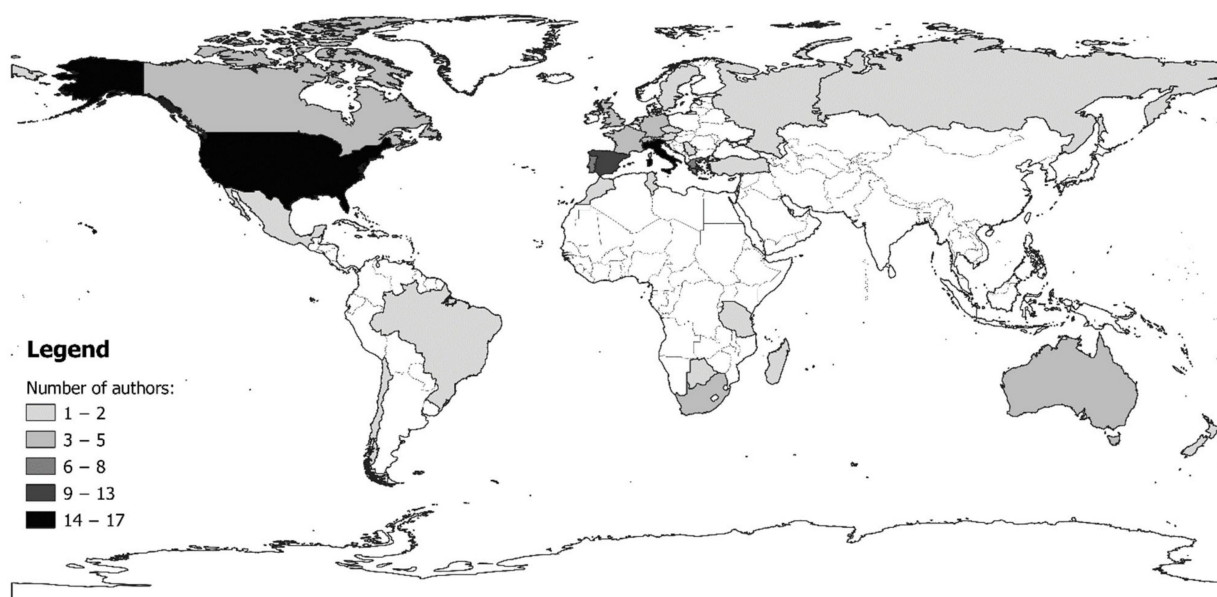 Legend
Number of authors:
1 – 2
3 – 5
6 – 8
9 – 13
14 – 17